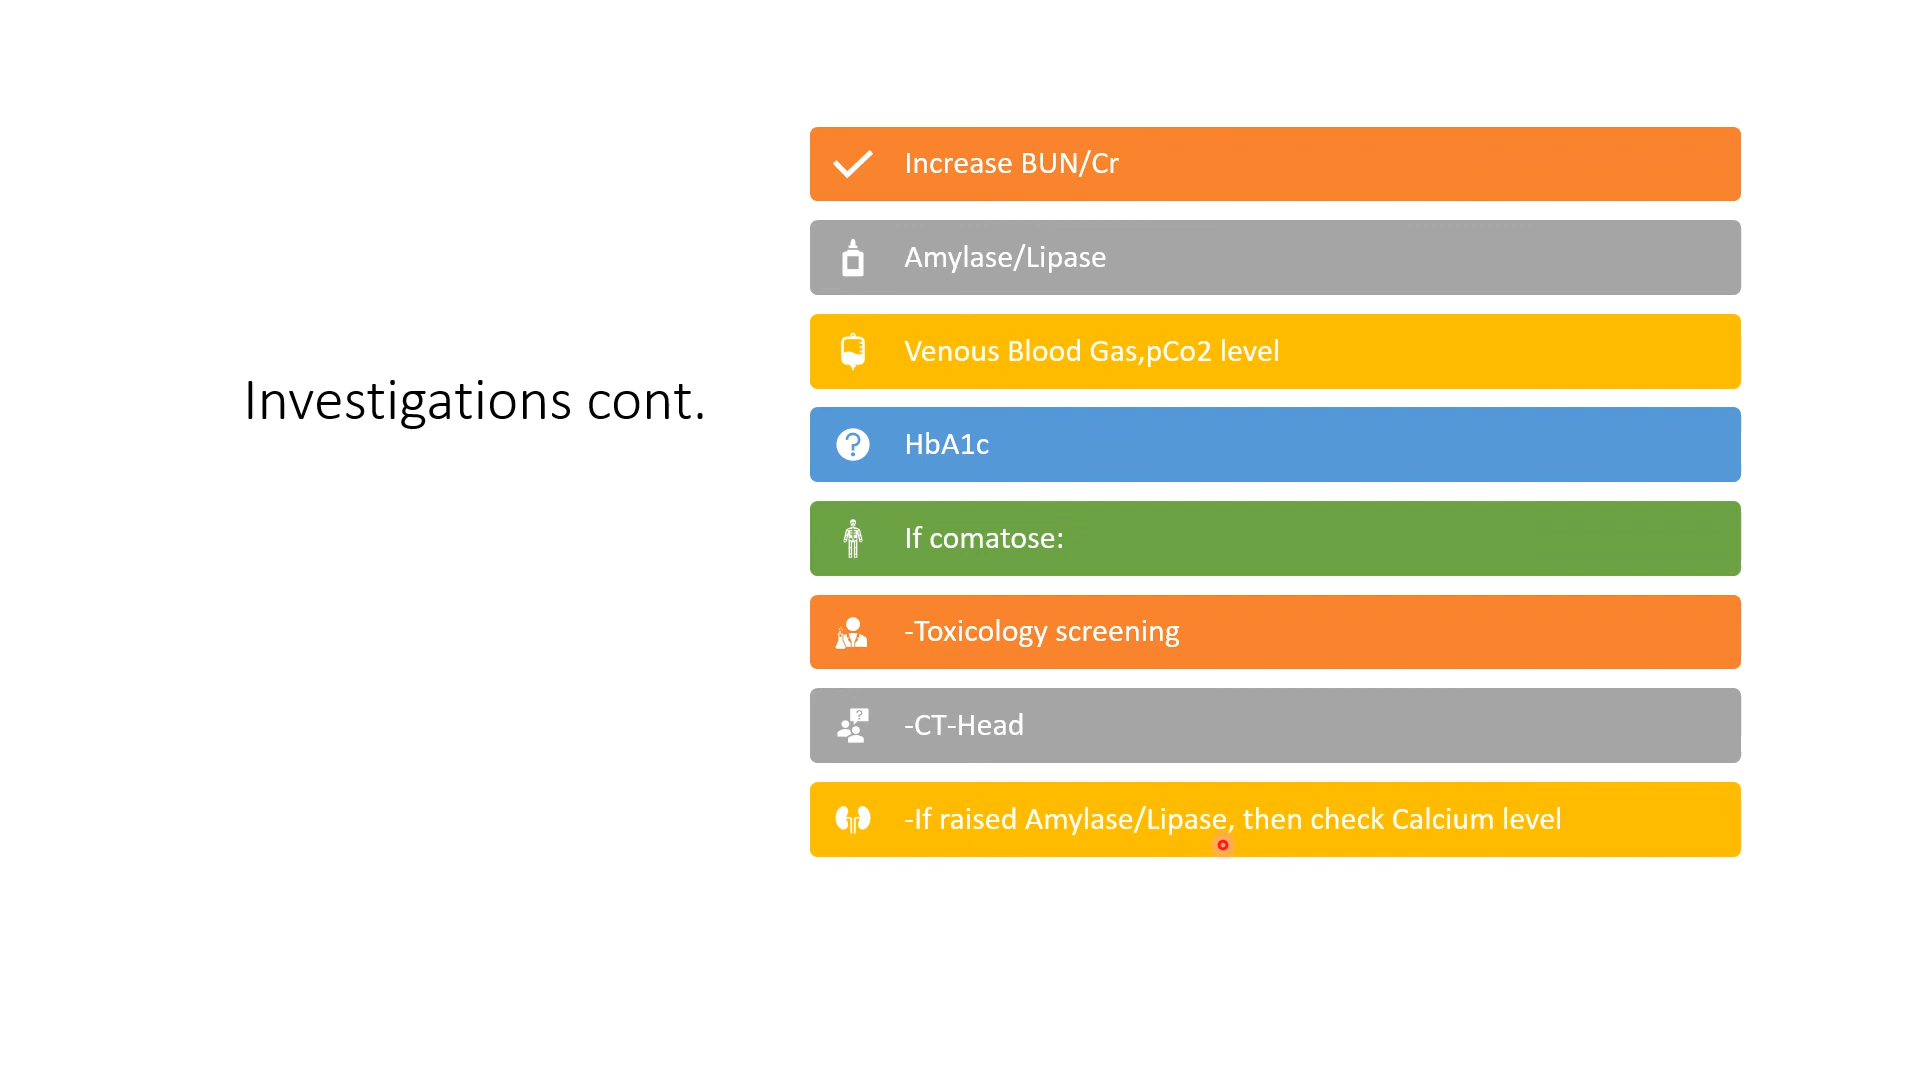 Investigations cont.
Increase BUN/Cr
Amylase/Lipase
Venous Blood Gas,pCo2 level
HbA1c
If comatose:
-Toxicology screening
-CT-Head
-If raised Amylase/Lipase, then check Calcium level